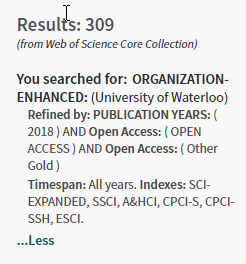 Results: 309
(from Web of Science Core Collection)
You searched for: ORGANIZATION-
ENHANCED: (University of Waterloo)
Refined by: PUBLICATION YEARS: (
2018 ) AND Open Access: ( OPEN
ACCESS ) AND Open Access: ( Other
Gold )
Timespan: All years. Indexes: SCI-
EXPANDED, SSCI, A&HCI, CPCI-S, CPCI-
SSH, ESCI.
...Less